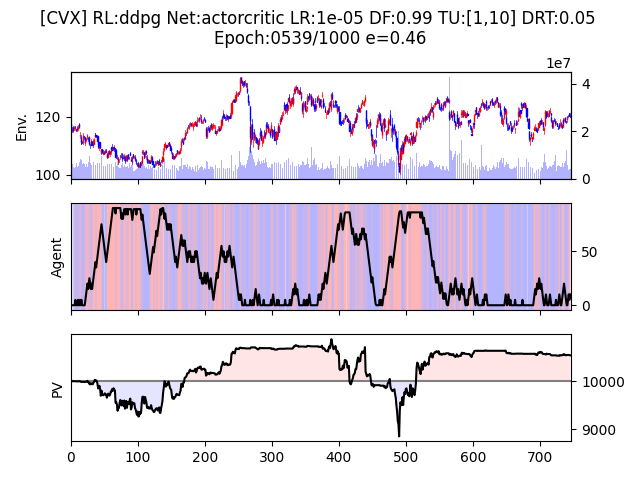 [CVX] RL:ddpg Net:actorcritic LR:1e-05 DF:0.99 TU:[1,10] DRT:0.05
Epoch:0539/1000 e=0.46
1e7
Env.
120
100
4
2
0
Agent
50
0
PV
10000
9000
0 100 200 300 400 500 600 700